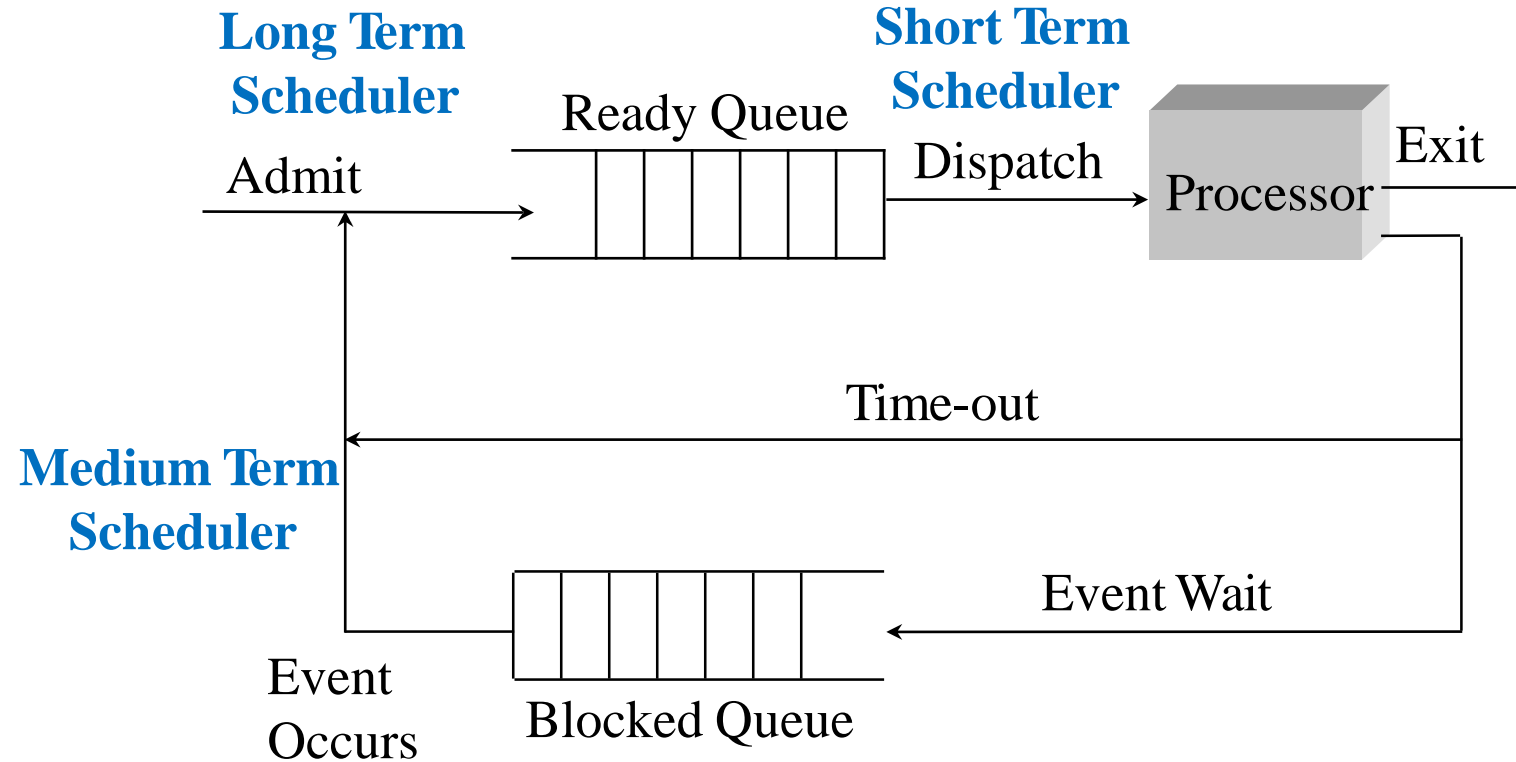 Long Term
Scheduler
Short Term
Scheduler
Ready Queue
Admit
Dispatch
Processor
Exit
Time-out
Medium Term
Scheduler
Event Wait
Event
Occurs
Blocked Queue